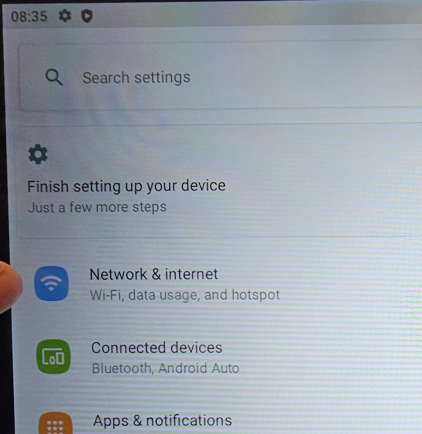 08:35
Search settings
Finish setting up your device
Just a few more steps
Network & internet
Wi-Fi, data usage, and hotspot
Connected devices
Bluetooth, Android Auto
Apps & notifications